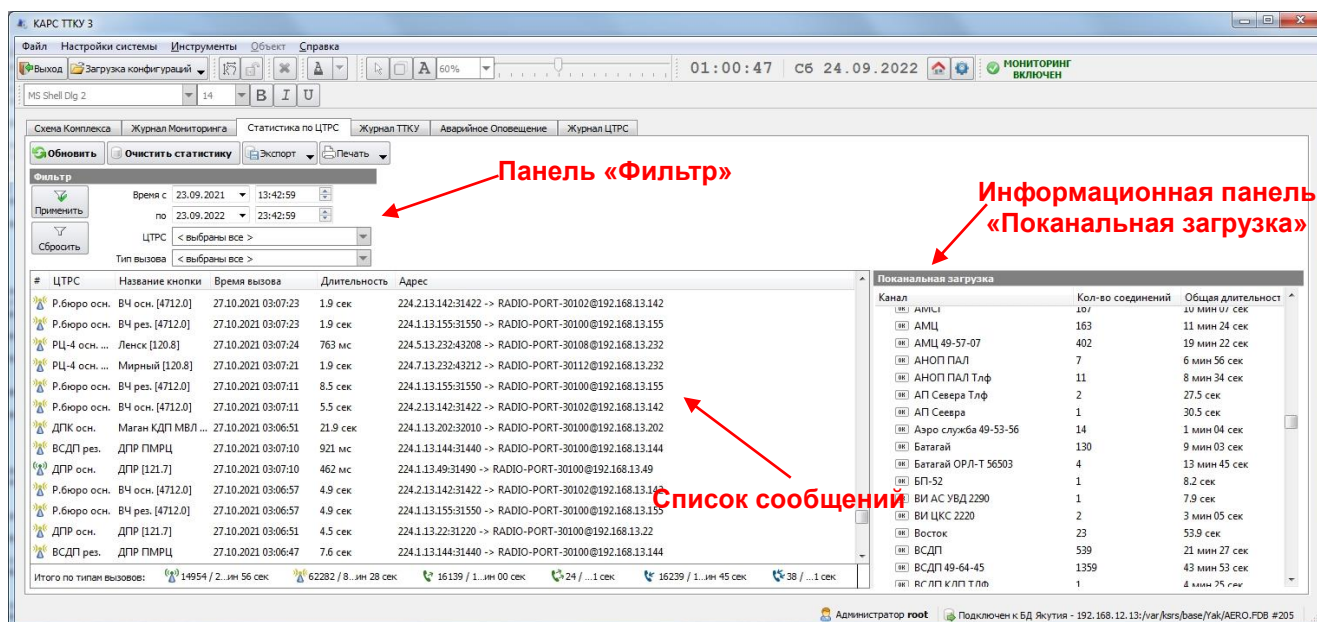 КАРС ТТКУ 3
Файл Настройки системы Инструменты Объект Справка
Выход Загрузка конфигураций A 60% 01:00:47 Сб 24.09.2022 МОНИТОРИНГ ВКЛЮЧЕН
MS Shell Dlg 2 14 B I U
Схема Комплекса Журнал Мониторинга Статистика по ЦТРС Журнал ТТКУ Аварийное Оповещение Журнал ЦТРС
Обновить Очистить статистику Экспорт Печать
Фильтр
Применить
Сбросить
Время с 23.09.2021 13:42:59
по 23.09.2022 23:42:59
ЦТРС < выбраны все >
Тип вызова < выбраны все >
Панель «Фильтр»
Информационная панель
«Поканальная загрузка»
# ЦТРС Название кнопки Время вызова Длительность Адрес
Р.бюро осн. ВЧ осн. [4712.0] 27.10.2021 03:07:23 1.9 сек 224.2.13.142:31422 -> RADIO-PORT-30102@192.168.13.142
Р.бюро осн. ВЧ рез. [4712.0] 27.10.2021 03:07:23 1.9 сек 224.1.13.155:31550 -> RADIO-PORT-30100@192.168.13.155
РЦ-4 осн. ... Ленск [120.8] 27.10.2021 03:07:24 763 мс 224.5.13.232:43208 -> RADIO-PORT-30108@192.168.13.232
РЦ-4 осн. ... Мирный [120.8] 27.10.2021 03:07:21 1.9 сек 224.7.13.232:43212 -> RADIO-PORT-30112@192.168.13.232
Р.бюро осн. ВЧ рез. [4712.0] 27.10.2021 03:07:11 8.5 сек 224.1.13.155:31550 -> RADIO-PORT-30100@192.168.13.155
Р.бюро осн. ВЧ осн. [4712.0] 27.10.2021 03:07:11 5.5 сек 224.2.13.142:31422 -> RADIO-PORT-30102@192.168.13.142
ДПК осн. Маган КДП МВЛ ... 27.10.2021 03:06:51 21.9 сек 224.1.13.202:32010 -> RADIO-PORT-30100@192.168.13.202
ВСДП рез. ДПР ПМРЦ 27.10.2021 03:07:10 921 мс 224.1.13.144:31440 -> RADIO-PORT-30100@192.168.13.144
ДПР осн. ДПР [121.7] 27.10.2021 03:07:10 462 мс 224.1.13.49:31490 -> RADIO-PORT-30100@192.168.13.49
Р.бюро осн. ВЧ осн. [4712.0] 27.10.2021 03:06:57 4.9 сек 224.2.13.142:31422 -> RADIO-PORT-30102@192.168.13.142
Р.бюро осн. ВЧ рез. [4712.0] 27.10.2021 03:06:57 4.9 сек 224.1.13.155:31550 -> RADIO-PORT-30100@192.168.13.155
ДПР осн. ДПР [121.7] 27.10.2021 03:06:51 4.5 сек 224.1.13.22:31220 -> RADIO-PORT-30100@192.168.13.22
ВСДП рез. ДПР ПМРЦ 27.10.2021 03:06:47 7.6 сек 224.1.13.144:31440 -> RADIO-PORT-30100@192.168.13.144
Список сообщений
Итого по типам вызовов: 14954 / 2...ин 56 сек 62282 / 8...ин 28 сек 16139 / 1...ин 00 сек 24 / ...1 сек 16239 / 1...ин 45 сек 38 / ...1 сек
Поканальная загрузка
Канал Кол-во соединений Общая длительност
167 10 мин 07 сек
ОК АМЦ 163 11 мин 24 сек
ОК АМЦ 49-57-07 402 19 мин 22 сек
ОК АНОП ПАЛ 7 6 мин 56 сек
ОК АНОП ПАЛ Тлф 11 8 мин 34 сек
ОК АП Севера Тлф 2 27.5 сек
ОК АП Сеевра 1 30.5 сек
ОК Аэро служба 49-53-56 14 1 мин 04 сек
ОК Батагай 130 9 мин 03 сек
ОК Батагай ОРЛ-Т 56503 4 13 мин 45 сек
ОК БП-52 1 8.2 сек
ВИ АС УВД 2290 1 7.9 сек
ОК ВИ ЦКС 2220 2 3 мин 05 сек
ОК Восток 23 53.9 сек
ОК ВСДП 539 21 мин 27 сек
ОК ВСДП 49-64-45 1359 43 мин 53 сек
ОК ВСДП КДП ТЛФ 1 4 мин 25 сек
Администратор root Подключен к БД Якутия - 192.168.12.13:/var/ksrs/base/Yak/AERO.FDB #205